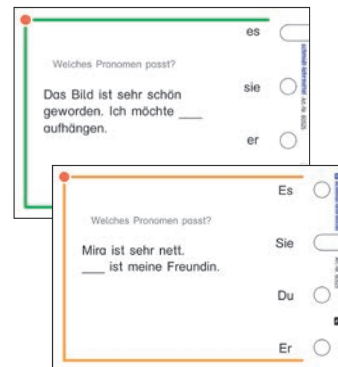 es
Welches Pronomen passt?
Das Bild ist sehr schön
sie
geworden. Ich möchte ___
aufhängen.
er
Es
Welches Pronomen passt?
Mira ist sehr nett.
Sie
___ ist meine Freundin.
Du
Er